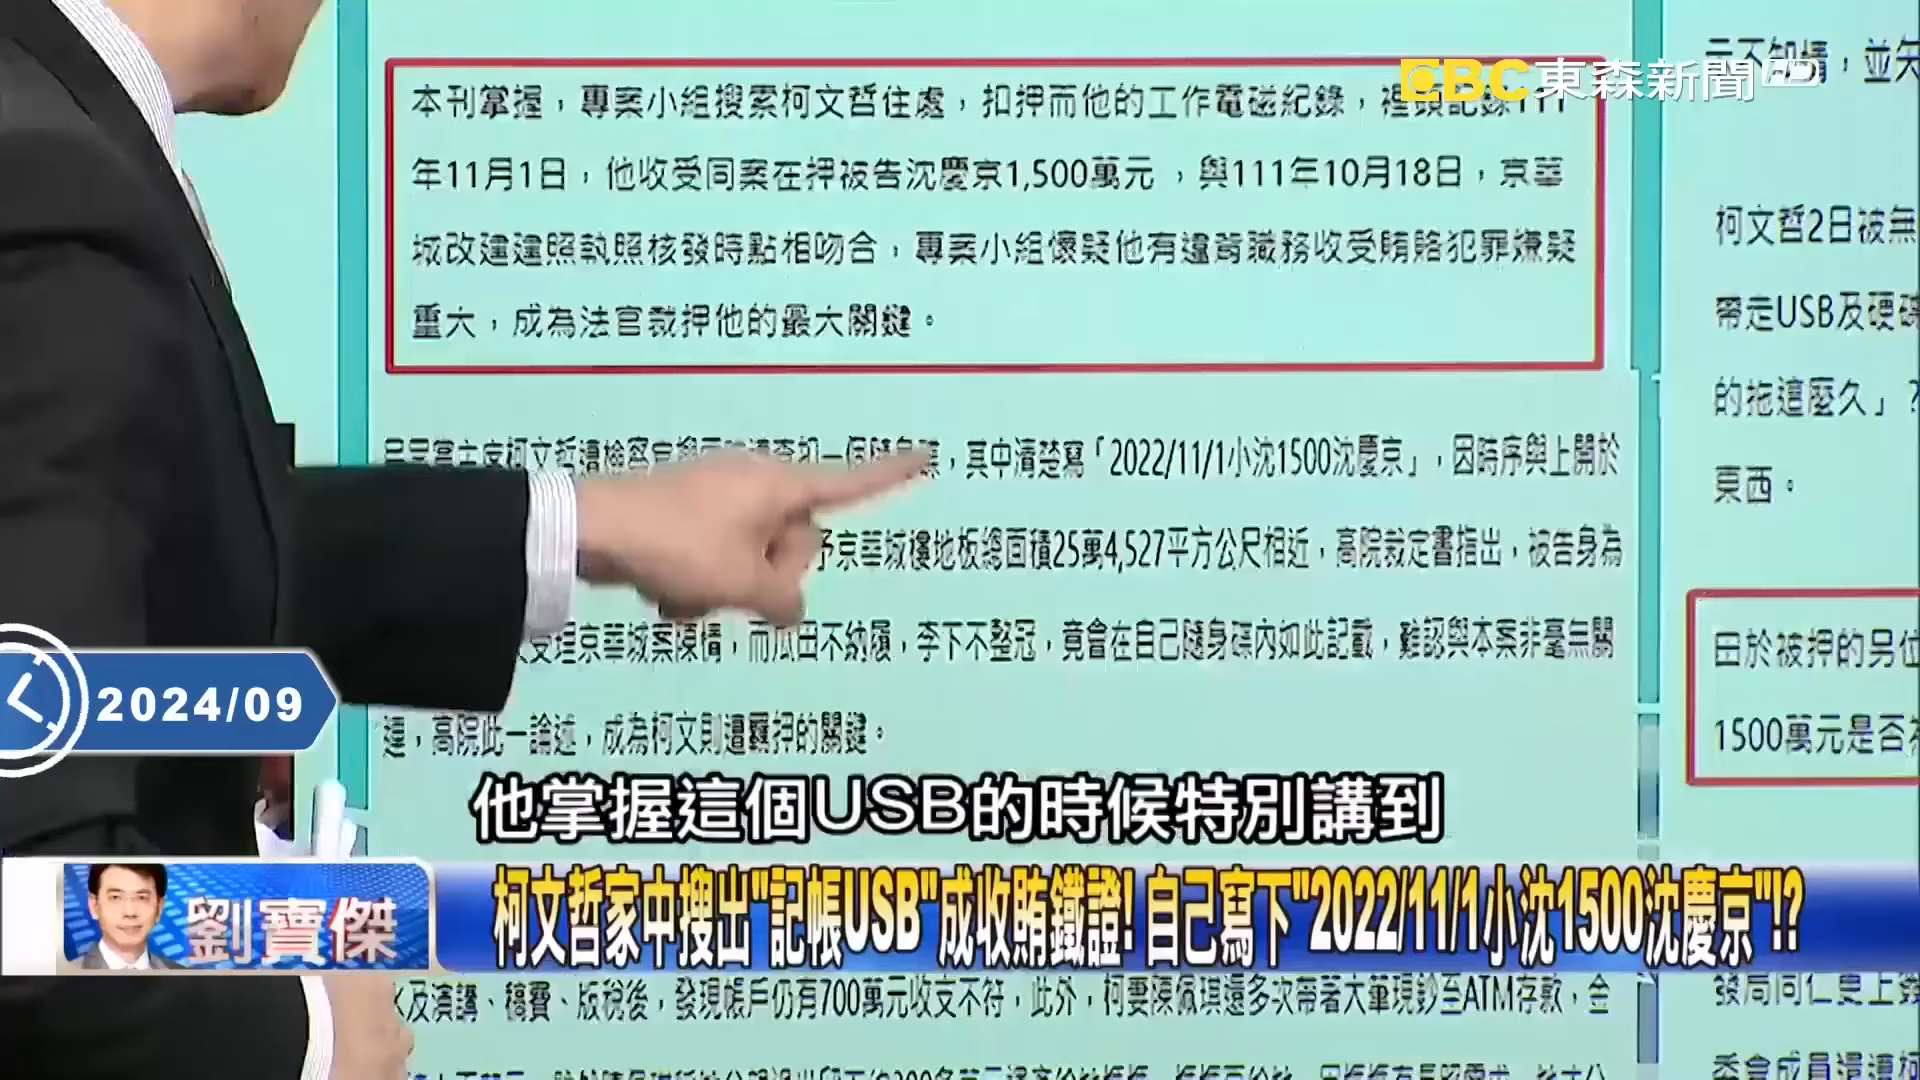 EBC東森新聞
本刊掌握，專案小組搜索柯文哲住處，扣押而他的工作電磁紀錄，裡頭記錄111
年11月1日，他收受同案在押被告沈慶京1,500萬元，與111年10月18日，京華
城改建建照執照核發時點相吻合，專案小組懷疑他有違背職務收受賄賂犯罪嫌疑
重大，成為法官裁押他的最大關鍵。
，其中清楚寫「2022/11/1小沈1500沈慶京」，因時序與上開於
予京華城樓地板總面積25萬4,527平方公尺相近，高院裁定書指出，被告身為
受理京華城案陳情，而瓜田不納履，李下不整冠，竟會在自己隨身碟內如此記載，難認與本案非毫無關
連，高院此一論述，成為柯文則遭羈押的關鍵。
及演講、稿費、版稅後，發現帳戶仍有700萬元收支不符，此外，柯妻陳佩琪還多次帶著大筆現鈔至ATM存款，金
元不知情，並矢
柯文哲2日被無
帶走USB及硬碟
的拖這麼久」？
東西。
由於被押的另位
1500萬元是否
2024/09
他掌握這個USB的時候特別講到
劉寶傑
柯文哲家中搜出"記帳USB"成收賄鐵證！自己寫下"2022/11/1小沈1500沈慶京"!?